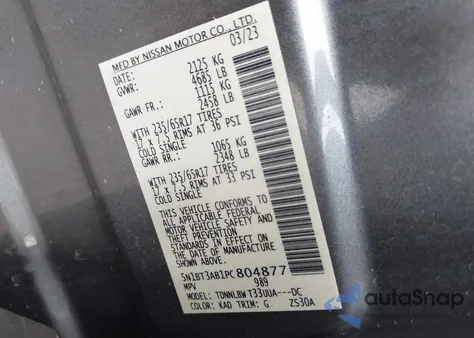 MFD BY NISSAN MOTOR CO., LTD.
DATE: 03/23
GVWR: 2125 KG
4685 LB
GAWR FR.: 1115 KG
2458 LB
WITH 235/65R17 TIRES
17 x 7.5 RIMS AT 36 PSI
COLD SINGLE
GAWR RR.: 1065 KG
2348 LB
WITH 235/65R17 TIRES
17 x 7.5 RIMS AT 33 PSI
COLD SINGLE
THIS VEHICLE CONFORMS TO
ALL APPLICABLE FEDERAL
MOTOR VEHICLE SAFETY AND
THEFT PREVENTION
STANDARDS IN EFFECT ON
THE DATE OF MANUFACTURE
SHOWN ABOVE.
5N1BT3AB1PC804877
MPV 989
MODEL: TDNNLBW T33UUA---DC
COLOR: KAD TRIM: G ZS30A
autoSnap